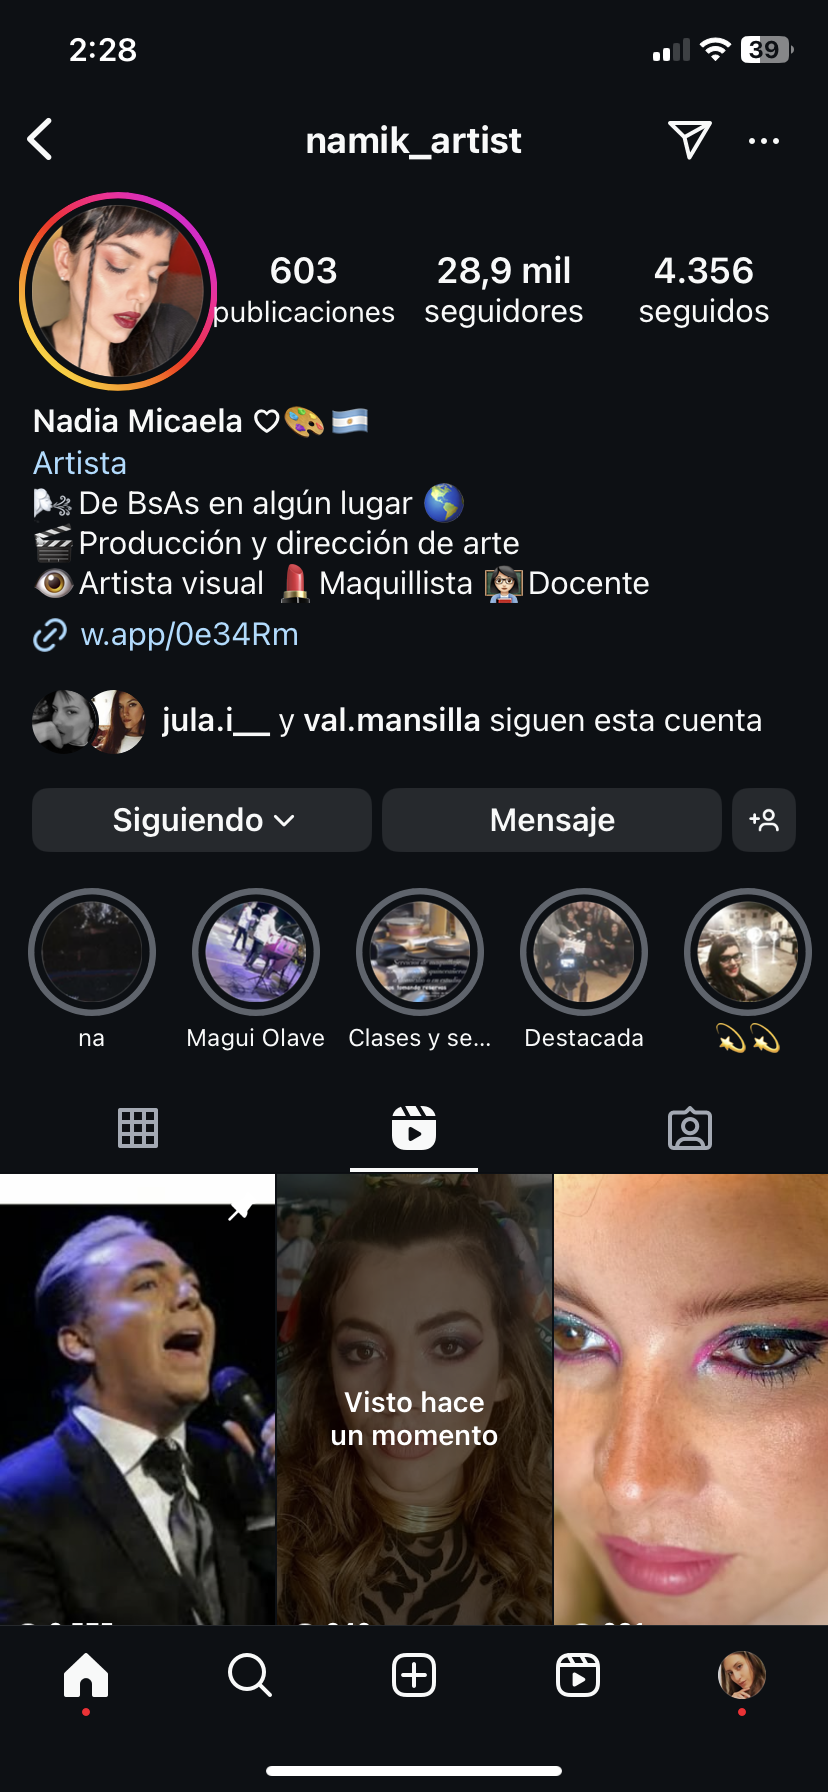 2:28
39
namik_artist
603
publicaciones
28,9 mil
seguidores
4.356
seguidos
Nadia Micaela ♡🎨🇦🇷
Artista
🌬️De BsAs en algún lugar 🌎
🎬Producción y dirección de arte
👁️Artista visual 💄Maquillista 👩🏻‍🏫Docente
w.app/0e34Rm
jula.i__ y val.mansilla siguen esta cuenta
Siguiendo
Mensaje
na
Magui Olave
Clases y se...
Destacada
💫💫
Visto hace
un momento